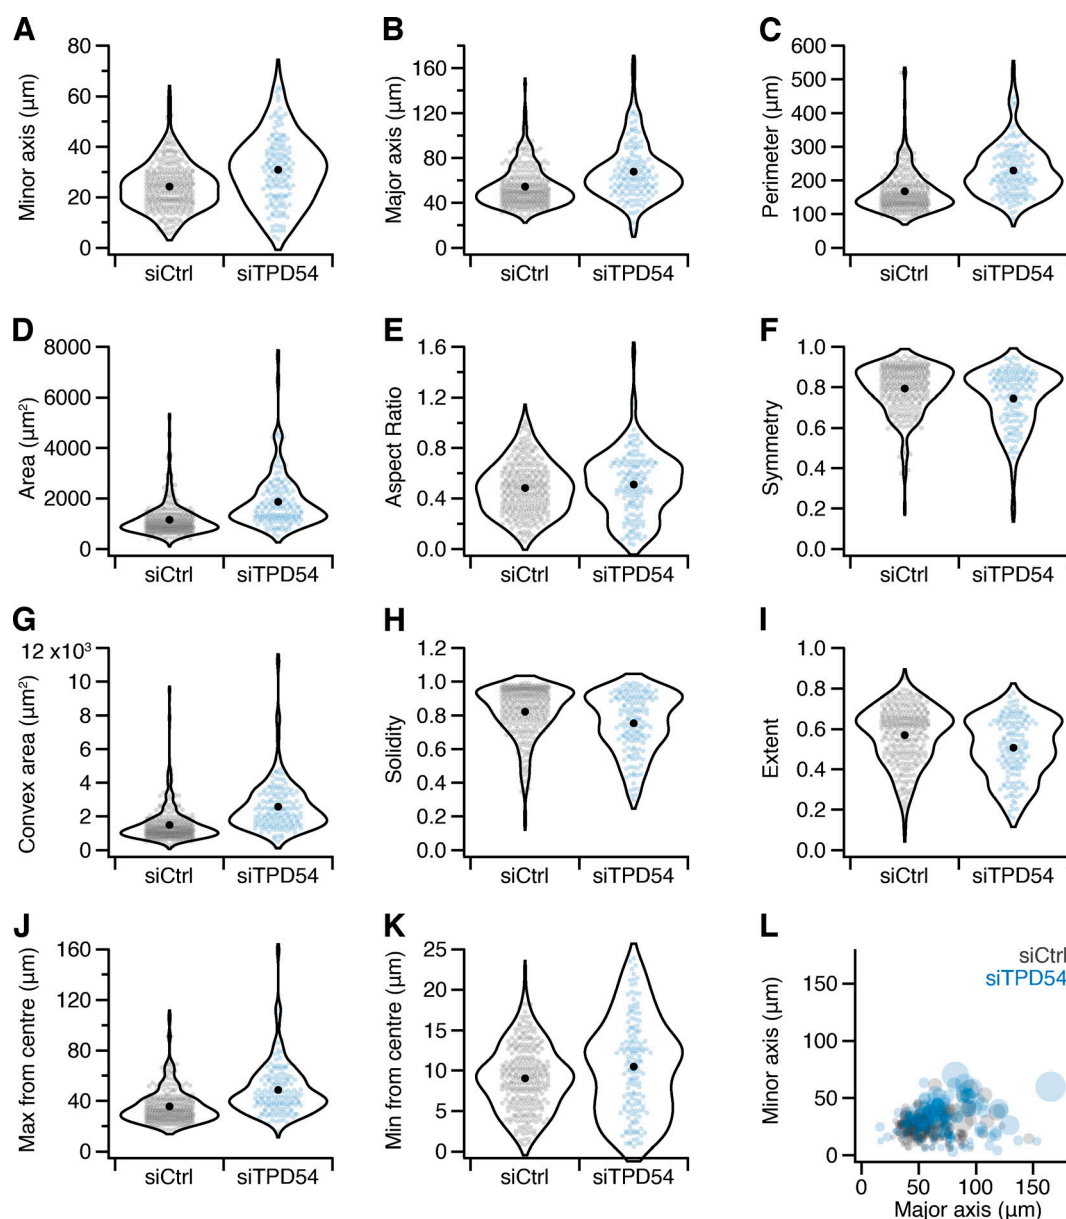 A
B
C
80
60
40
20
0
Minor axis (µm)
siCtrl
siTPD54
160
120
80
40
0
Major axis (µm)
siCtrl
siTPD54
600
500
400
300
200
100
0
Perimeter (µm)
siCtrl
siTPD54
D
E
F
8000
6000
4000
2000
0
Area (µm²)
siCtrl
siTPD54
1.6
1.2
0.8
0.4
0.0
Aspect Ratio
siCtrl
siTPD54
1.0
0.8
0.6
0.4
0.2
0.0
Symmetry
siCtrl
siTPD54
G
H
I
12 x10³
10
8
6
4
2
0
Convex area (µm²)
siCtrl
siTPD54
1.2
1.0
0.8
0.6
0.4
0.2
0.0
Solidity
siCtrl
siTPD54
1.0
0.8
0.6
0.4
0.2
0.0
Extent
siCtrl
siTPD54
J
K
L
160
120
80
40
0
Max from centre (µm)
siCtrl
siTPD54
25
20
15
10
5
0
Min from centre (µm)
siCtrl
siTPD54
siCtrl
siTPD54
150
100
50
0
Minor axis (µm)
0 50 100 150
Major axis (µm)